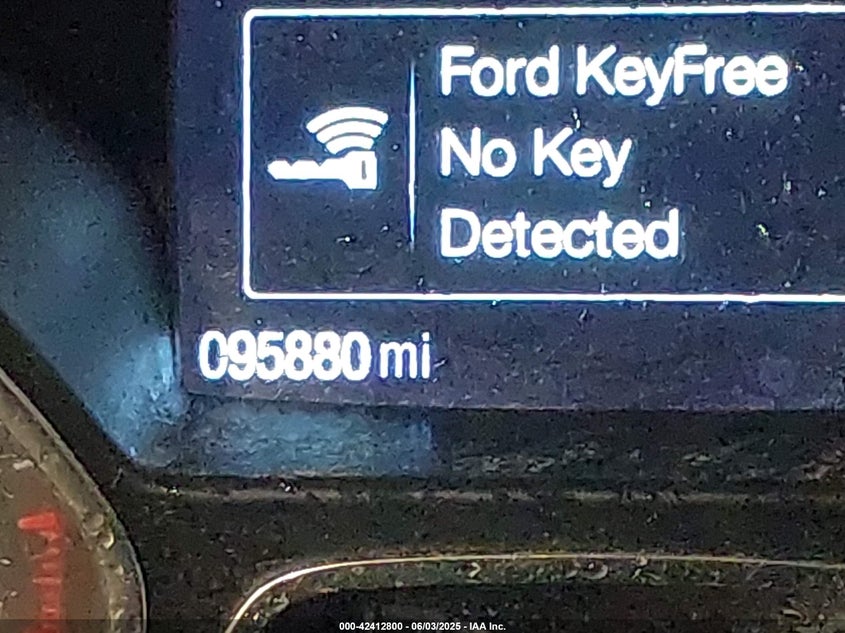 Ford KeyFree
No Key
Detected
095880 mi
000-42412800 - 06/03/2025 - IAA Inc.